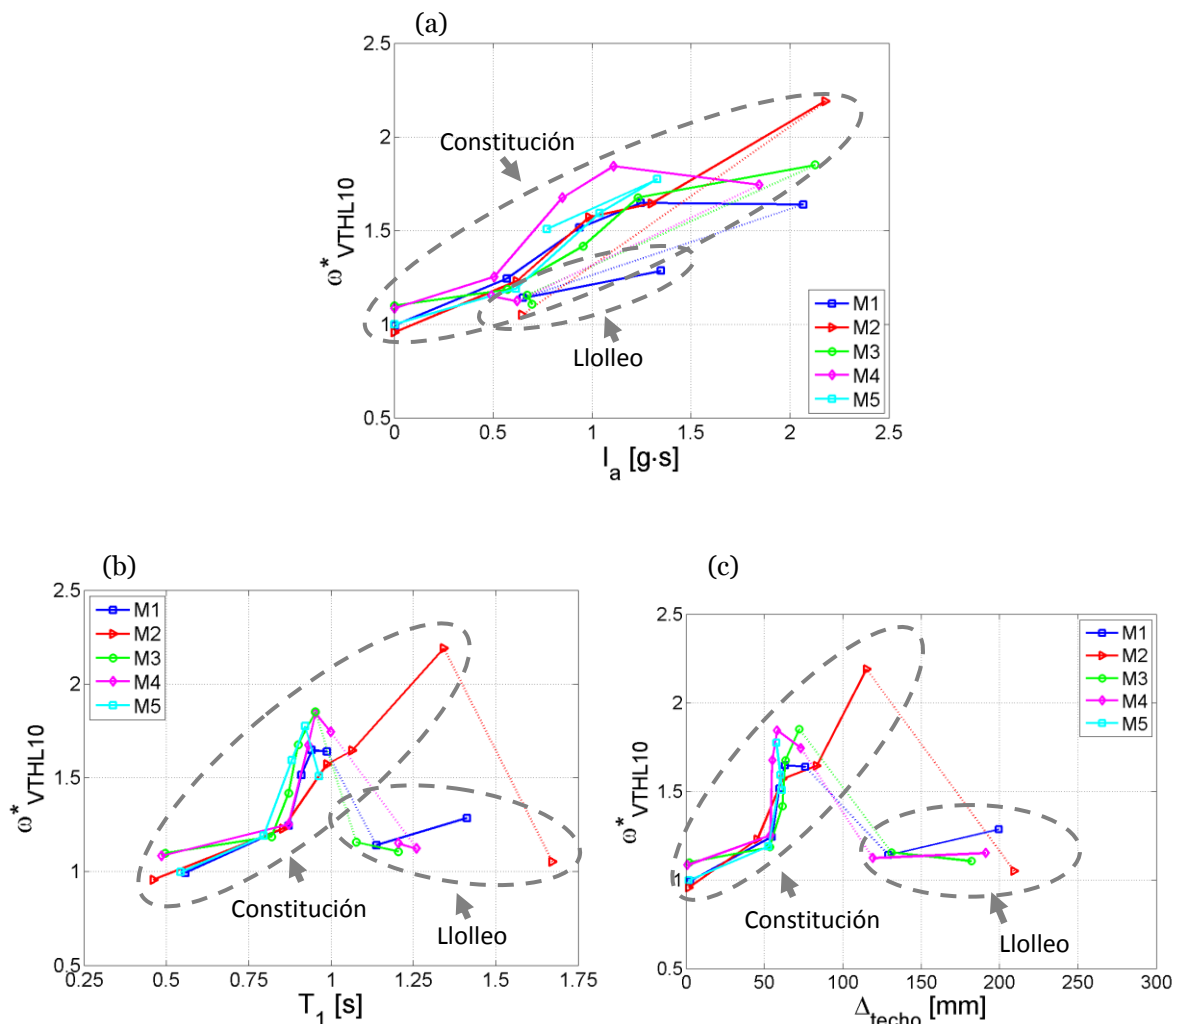 (a)
2.5
2
1.5
1
0.5
0
0.5
1
1.5
2
2.5
ω*VTHL10
Ia [g·s]
Constitución
Llolleo
M1
M2
M3
M4
M5
(b)
2.5
2
1.5
1
0.5
0.25
0.5
0.75
1
1.25
1.5
1.75
ω*VTHL10
T1 [s]
M1
M2
M3
M4
M5
Constitución
Llolleo
(c)
2.5
2
1.5
1
0.5
0
50
100
150
200
250
300
ω*VTHL10
Δtecho [mm]
M1
M2
M3
M4
M5
Constitución
Llolleo